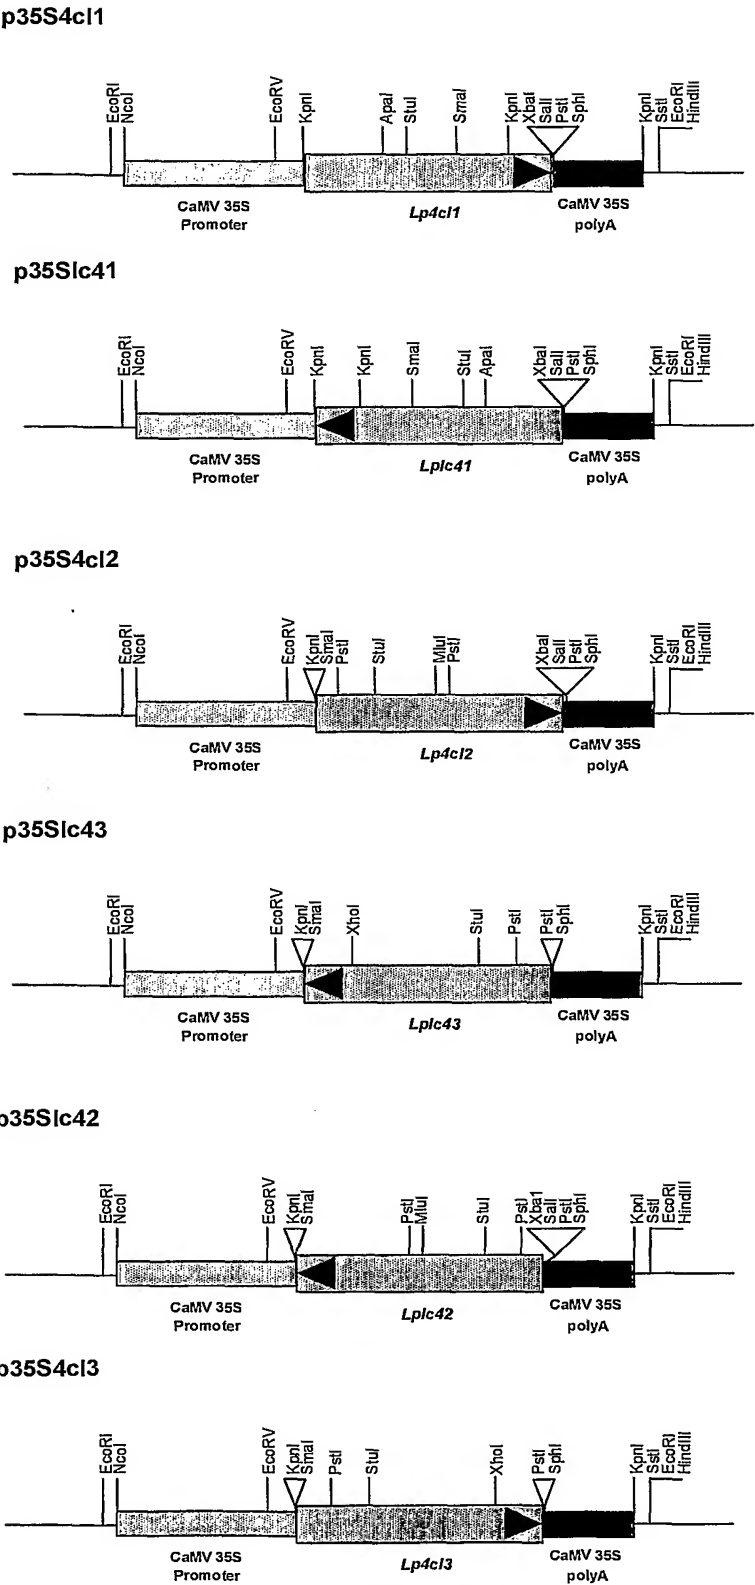 p35S4cl1
EcoRI NcoI EcoRV KpnI ApaI StuI SmaI KpnI XbaI SalI PstI SphI KpnI SstI EcoRI HindIII
CaMV 35S Promoter Lp4cl1 CaMV 35S polyA
p35Slc41
EcoRI NcoI EcoRV KpnI KpnI SmaI StuI ApaI XbaI SalI PstI SphI KpnI SstI EcoRI HindIII
CaMV 35S Promoter Lplc41 CaMV 35S polyA
p35S4cl2
EcoRI NcoI EcoRV KpnI SmaI PstI StuI MluI PstI XbaI SalI PstI SphI KpnI SstI EcoRI HindIII
CaMV 35S Promoter Lp4cl2 CaMV 35S polyA
p35Slc43
EcoRI NcoI EcoRV KpnI SmaI XhoI StuI PstI PstI SphI KpnI SstI EcoRI HindIII
CaMV 35S Promoter Lplc43 CaMV 35S polyA
p35Slc42
EcoRI NcoI EcoRV KpnI SmaI PstI MluI StuI PstI Xba1 SalI PstI SphI KpnI SstI EcoRI HindIII
CaMV 35S Promoter Lplc42 CaMV 35S polyA
p35S4cl3
EcoRI NcoI EcoRV KpnI SmaI PstI StuI XhoI PstI SphI KpnI SstI EcoRI HindIII
CaMV 35S Promoter Lp4cl3 CaMV 35S polyA